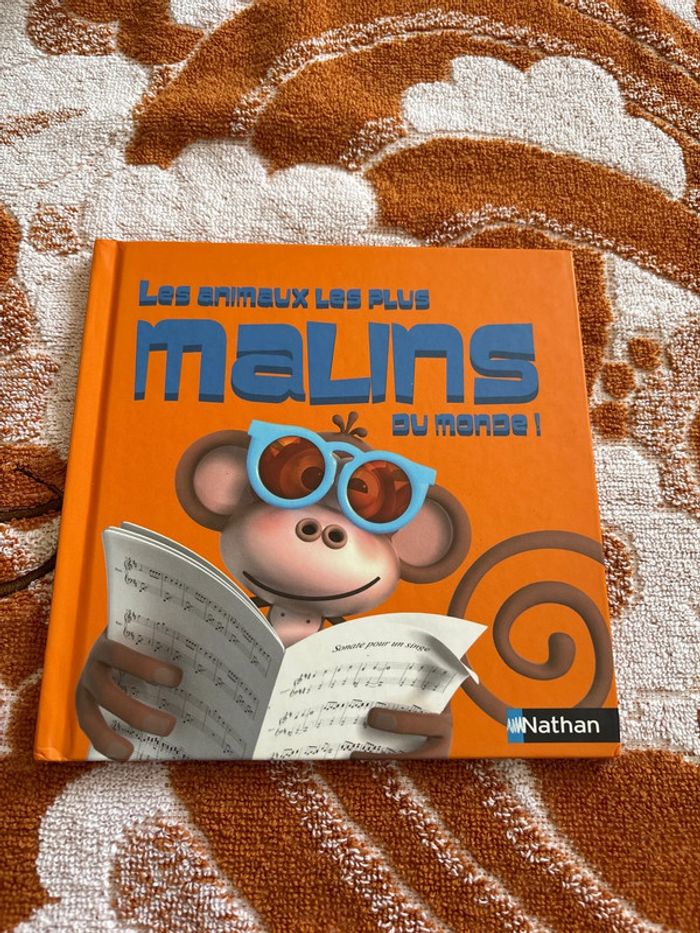 Les animaux les plus
malins
du monde !
Sonate pour un singe
Nathan